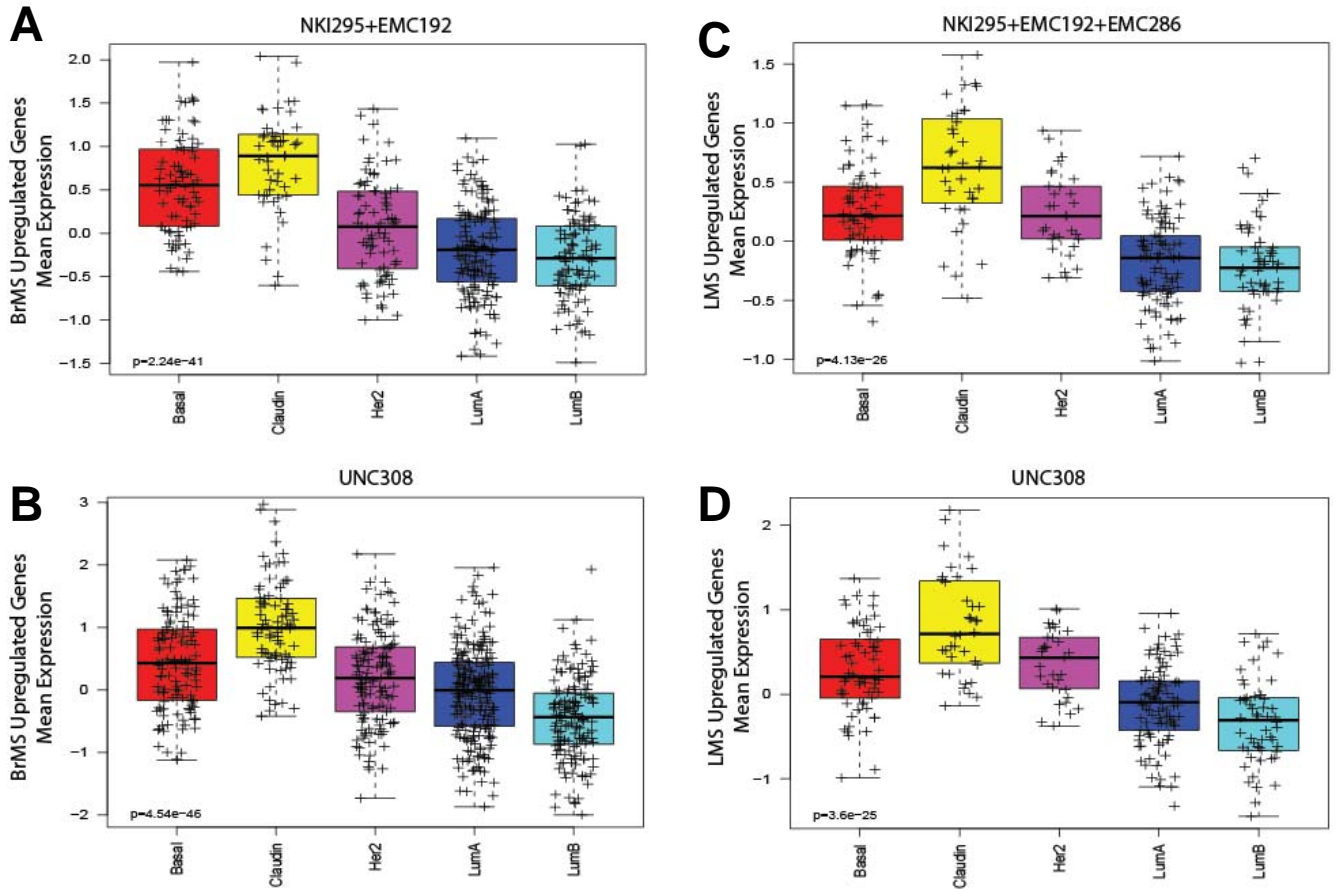 A
NKI295+EMC192
BrMS Upregulated Genes
Mean Expression
2.0
1.5
1.0
0.5
0.0
−0.5
−1.0
−1.5
p=2.24e−41
Basal
Claudin
Her2
LumA
LumB
C
NKI295+EMC192+EMC286
LMS Upregulated Genes
Mean Expression
1.5
1.0
0.5
0.0
−0.5
−1.0
p=4.13e−26
Basal
Claudin
Her2
LumA
LumB
B
UNC308
BrMS Upregulated Genes
Mean Expression
3
2
1
0
−1
−2
p=4.54e−46
Basal
Claudin
Her2
LumA
LumB
D
UNC308
LMS Upregulated Genes
Mean Expression
2
1
0
−1
p=3.6e−25
Basal
Claudin
Her2
LumA
LumB